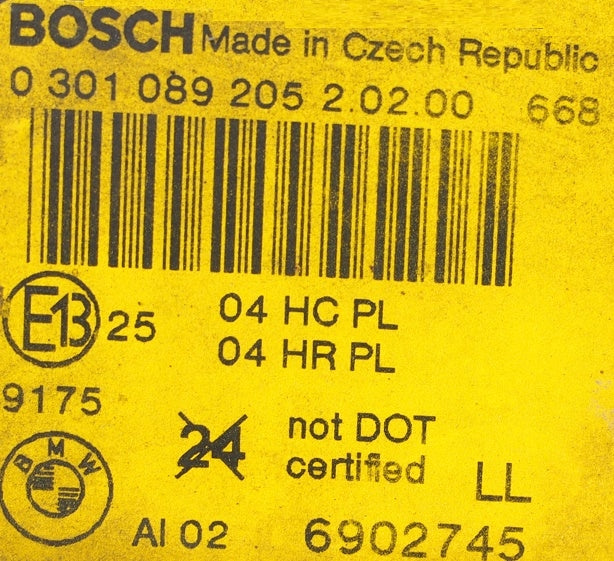 BOSCH Made in Czech Republic
0 301 089 205 2.02.00 668
E13 25
04 HC PL
04 HR PL
9175
24
not DOT
certified
LL
BMW
AI 02
6902745